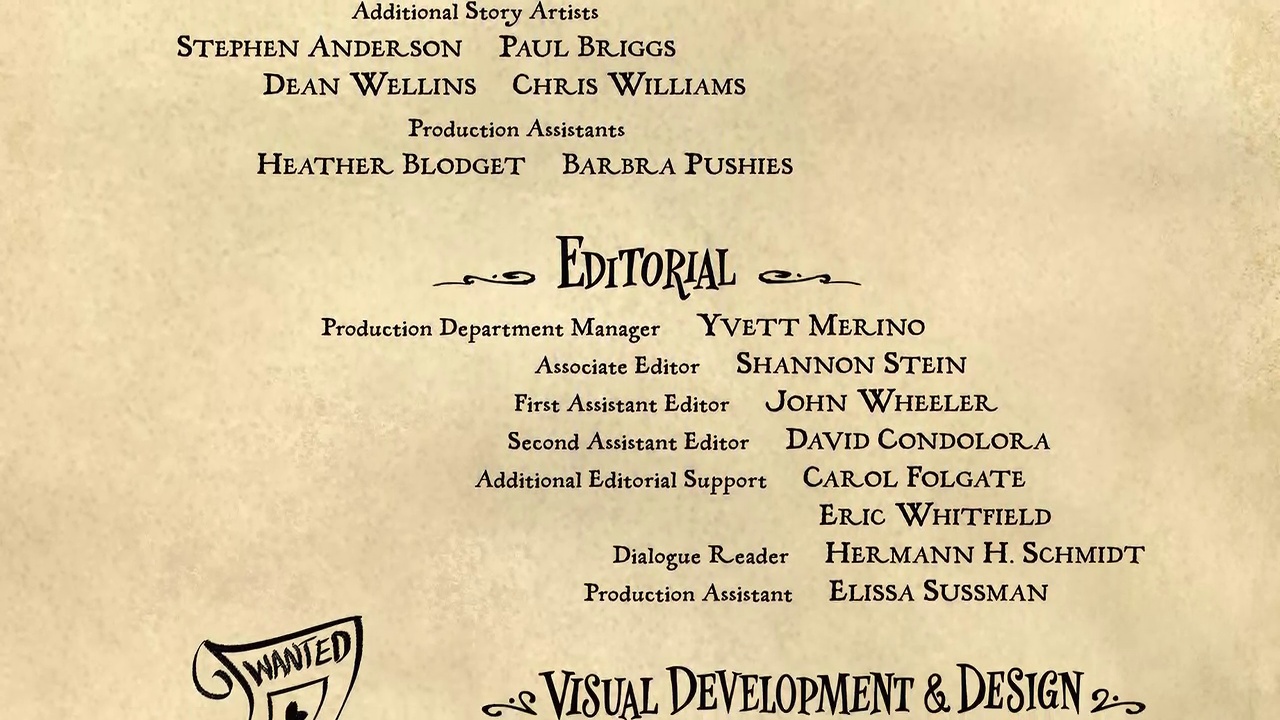 Additional Story Artists
STEPHEN ANDERSON PAUL BRIGGS
DEAN WELLINS CHRIS WILLIAMS
Production Assistants
HEATHER BLODGET BARBRA PUSHIES
EDITORIAL
Production Department Manager YVETT MERINO
Associate Editor SHANNON STEIN
First Assistant Editor JOHN WHEELER
Second Assistant Editor DAVID CONDOLORA
Additional Editorial Support CAROL FOLGATE
ERIC WHITFIELD
Dialogue Reader HERMANN H. SCHMIDT
Production Assistant ELISSA SUSSMAN
WANTED
VISUAL DEVELOPMENT & DESIGN